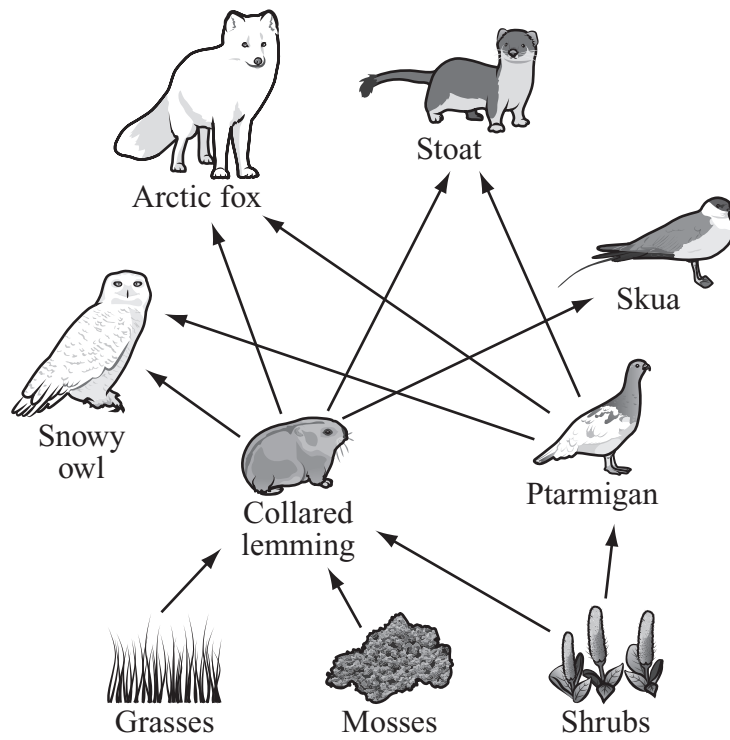 Stoat
Arctic fox
Skua
Snowy
owl
Ptarmigan
Collared
lemming
Grasses
Mosses
Shrubs